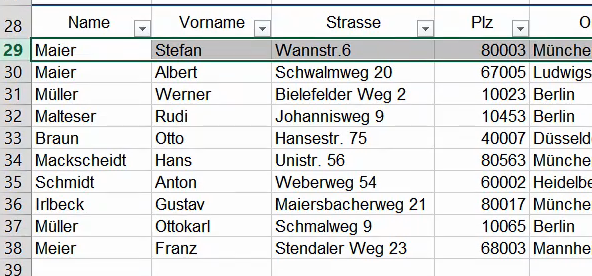 28 Name Vorname Strasse Plz O
29 Maier Stefan Wannstr.6 80003 Münche
30 Maier Albert Schwalmweg 20 67005 Ludwigs
31 Müller Werner Bielefelder Weg 2 10023 Berlin
32 Malteser Rudi Johannisweg 9 10453 Berlin
33 Braun Otto Hansestr. 75 40007 Düsseld
34 Mackscheidt Hans Unistr. 56 80563 Münche
35 Schmidt Anton Weberweg 54 60002 Heidelbe
36 Irlbeck Gustav Maiersbacherweg 21 80017 Münche
37 Müller Ottokarl Schmalweg 9 10065 Berlin
38 Meier Franz Stendaler Weg 23 68003 Mannhe
39